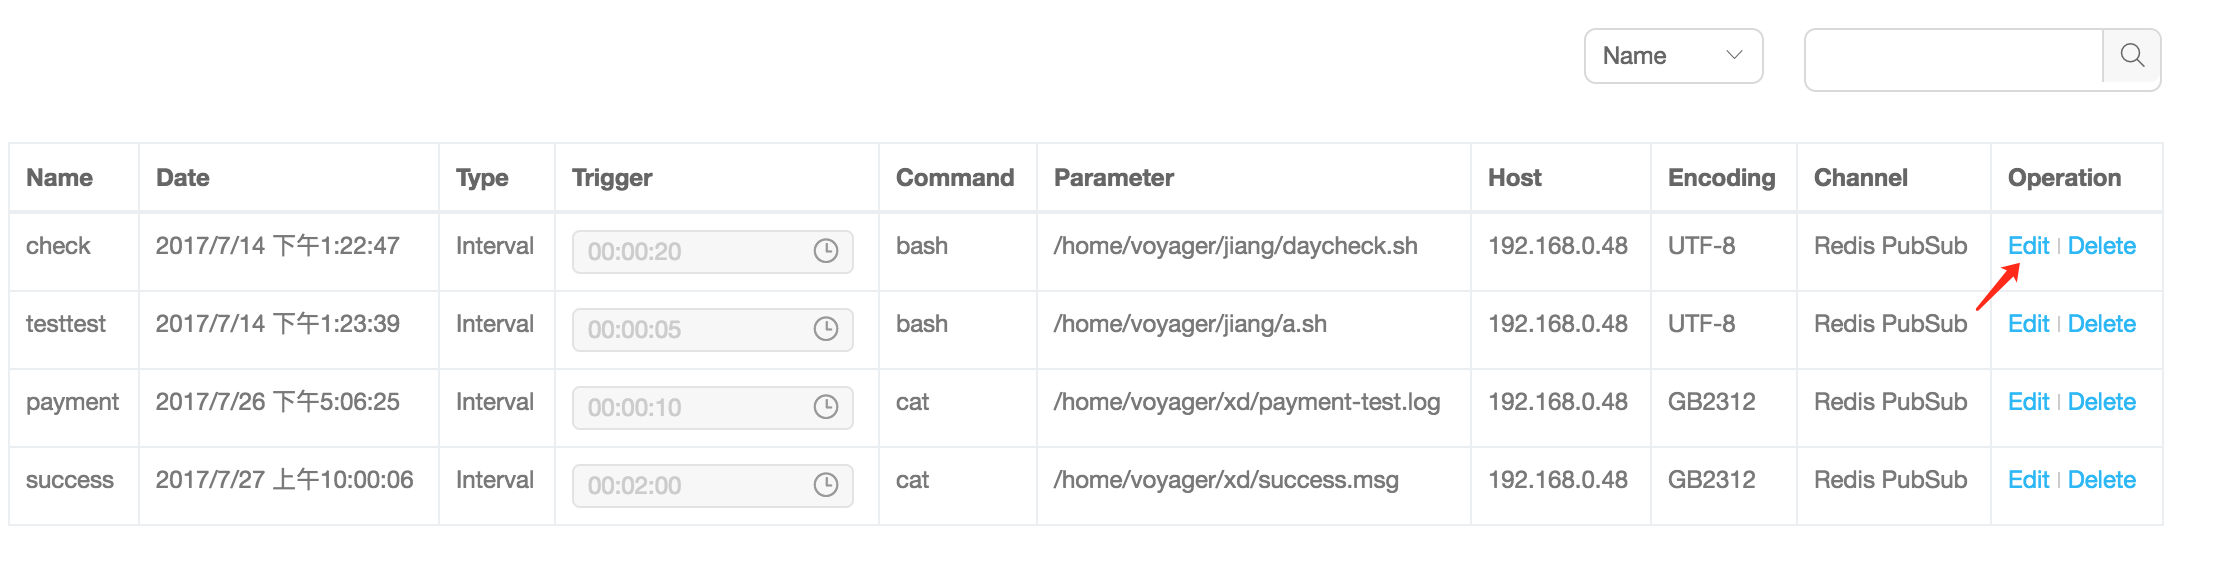 Name
Name Date Type Trigger Command Parameter Host Encoding Channel Operation
check 2017/7/14 下午1:22:47 Interval 00:00:20 bash /home/voyager/jiang/daycheck.sh 192.168.0.48 UTF-8 Redis PubSub Edit | Delete
testtest 2017/7/14 下午1:23:39 Interval 00:00:05 bash /home/voyager/jiang/a.sh 192.168.0.48 UTF-8 Redis PubSub Edit | Delete
payment 2017/7/26 下午5:06:25 Interval 00:00:10 cat /home/voyager/xd/payment-test.log 192.168.0.48 GB2312 Redis PubSub Edit | Delete
success 2017/7/27 上午10:00:06 Interval 00:02:00 cat /home/voyager/xd/success.msg 192.168.0.48 GB2312 Redis PubSub Edit | Delete